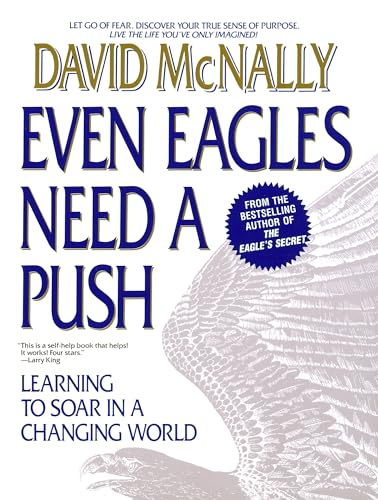 LET GO OF FEAR. DISCOVER YOUR TRUE SENSE OF PURPOSE.
LIVE THE LIFE YOU'VE ONLY IMAGINED!
DAVID MCNALLY
EVEN EAGLES
NEED A
PUSH
FROM THE
BESTSELLING
AUTHOR OF
THE
EAGLE'S SECRET
"This is a self-help book that helps!
It works! Four stars."
—Larry King
LEARNING
TO SOAR IN A
CHANGING WORLD